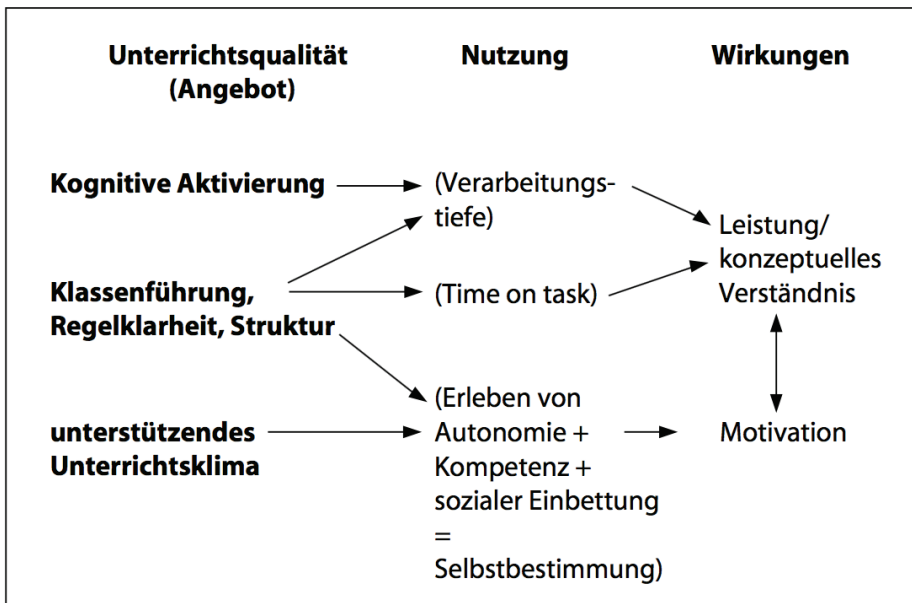 Unterrichtsqualität
(Angebot)
Nutzung
Wirkungen
Kognitive Aktivierung
(Verarbeitungs-
tiefe)
Leistung/
konzeptuelles
Verständnis
Klassenführung,
Regelklarheit, Struktur
(Time on task)
unterstützendes
Unterrichtsklima
(Erleben von
Autonomie +
Kompetenz +
sozialer Einbettung
=
Selbstbestimmung)
Motivation